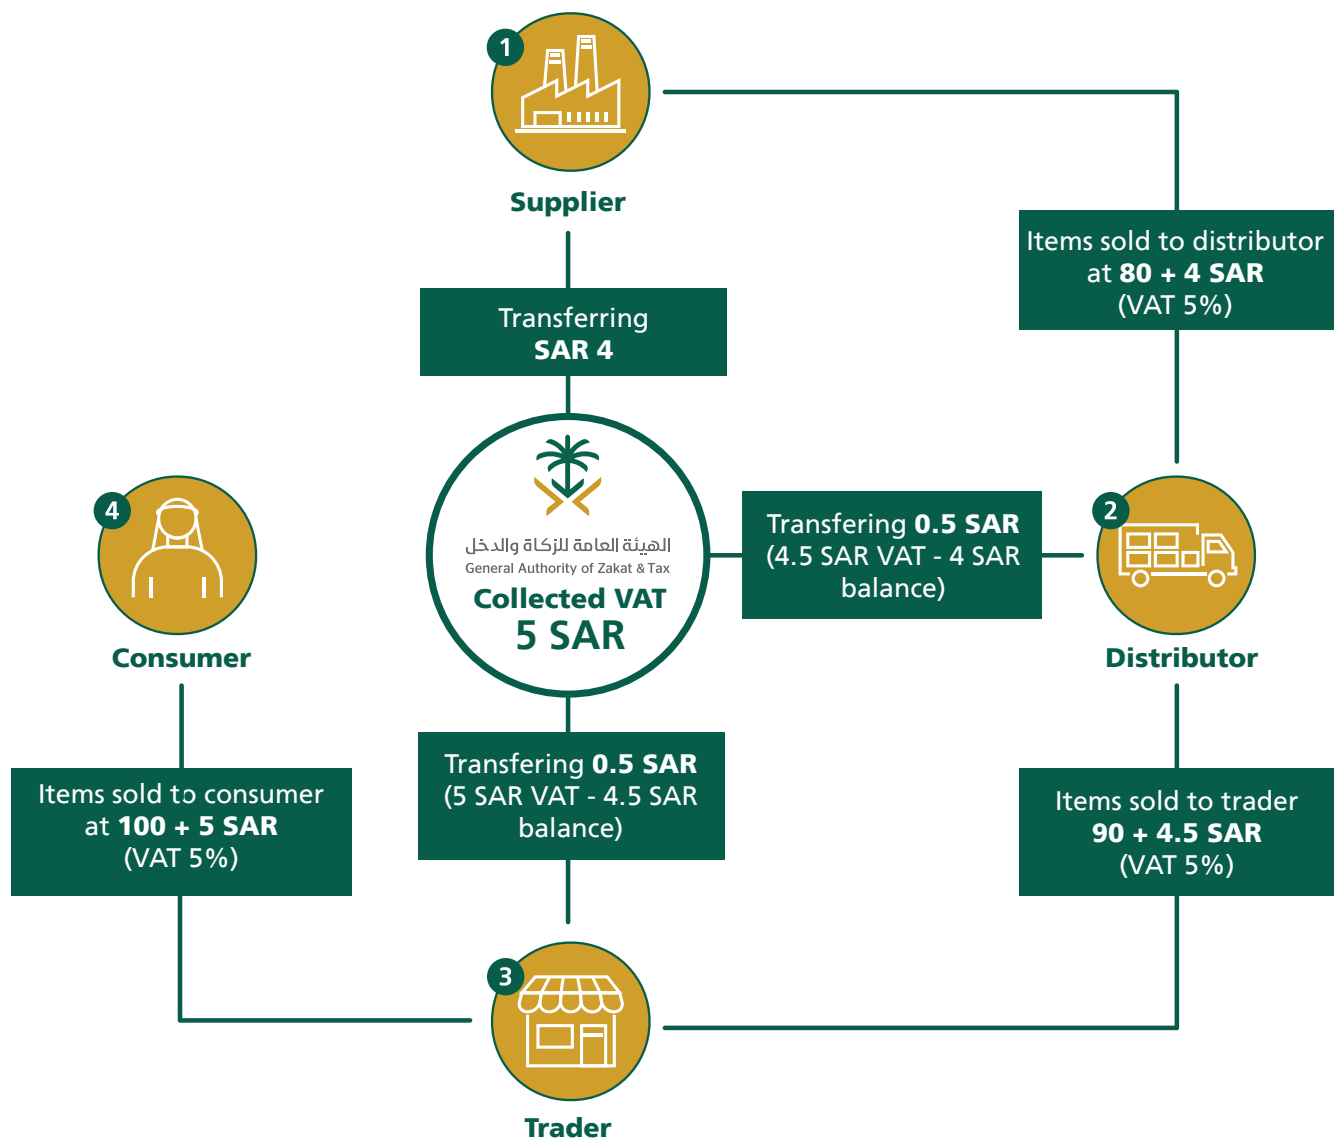 1
Supplier
Items sold to distributor
at 80 + 4 SAR
(VAT 5%)
Transferring
SAR 4
2
Distributor
Transfering 0.5 SAR
(4.5 SAR VAT - 4 SAR
balance)
الهيئة العامة للزكاة والدخل
General Authority of Zakat & Tax
Collected VAT
5 SAR
Items sold to trader
90 + 4.5 SAR
(VAT 5%)
3
Trader
Transfering 0.5 SAR
(5 SAR VAT - 4.5 SAR
balance)
4
Consumer
Items sold to consumer
at 100 + 5 SAR
(VAT 5%)